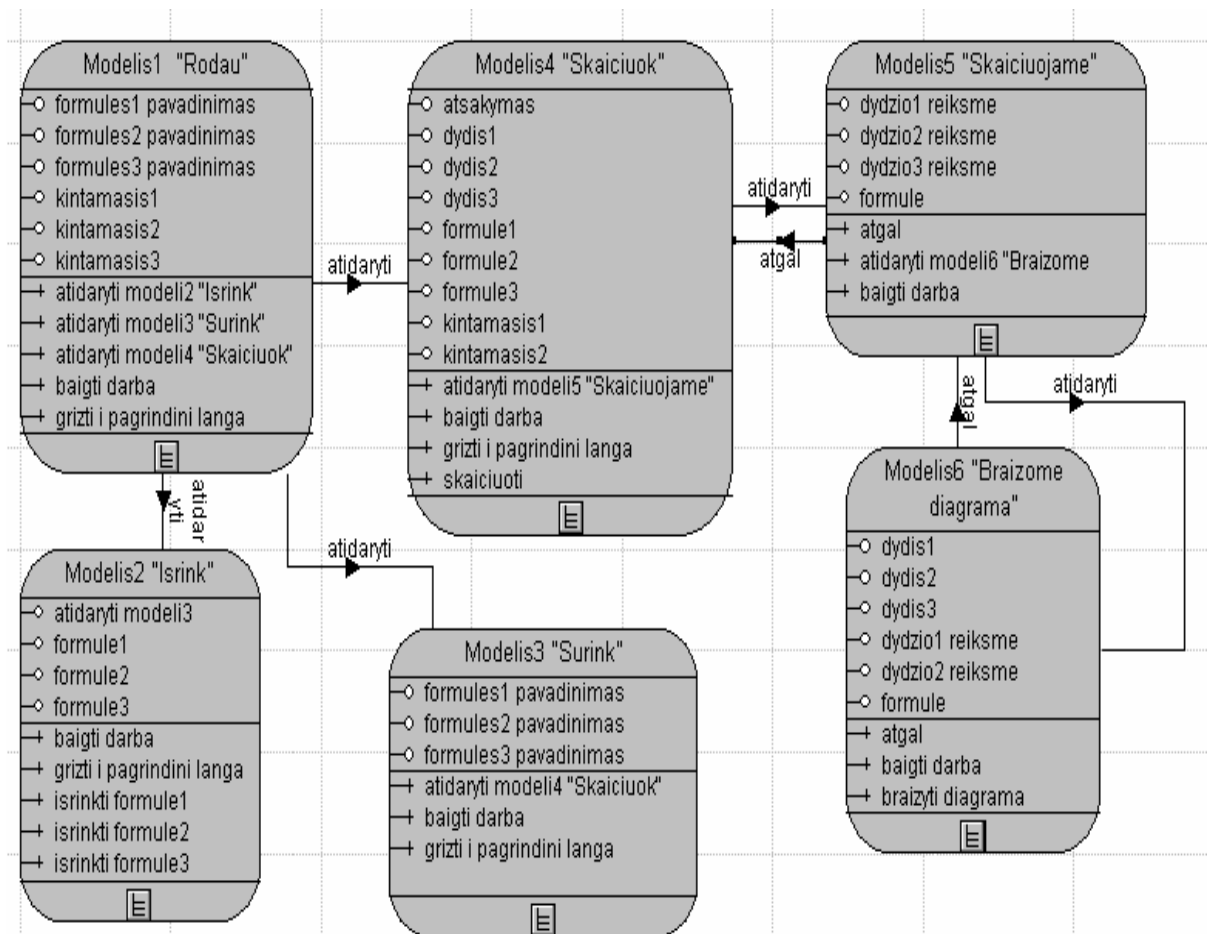 Modelis1 "Rodau"
formules1 pavadinimas
formules2 pavadinimas
formules3 pavadinimas
kintamasis1
kintamasis2
kintamasis3
atidaryti modeli2 "Isrink"
atidaryti modeli3 "Surink"
atidaryti modeli4 "Skaiciuok"
baigti darba
grizti i pagrindini langa
atidaryti
Modelis4 "Skaiciuok"
atsakymas
dydis1
dydis2
dydis3
formule1
formule2
formule3
kintamasis1
kintamasis2
atidaryti modeli5 "Skaiciuojame"
baigti darba
grizti i pagrindini langa
skaiciuoti
atidaryti
atgal
Modelis5 "Skaiciuojame"
dydzio1 reiksme
dydzio2 reiksme
dydzio3 reiksme
formule
atgal
atidaryti modeli6 "Braizome
baigti darba
atgal
atidaryti
atidar
yti
atidaryti
Modelis2 "Isrink"
atidaryti modeli3
formule1
formule2
formule3
baigti darba
grizti i pagrindini langa
isrinkti formule1
isrinkti formule2
isrinkti formule3
Modelis3 "Surink"
formules1 pavadinimas
formules2 pavadinimas
formules3 pavadinimas
atidaryti modeli4 "Skaiciuok"
baigti darba
grizti i pagrindini langa
Modelis6 "Braizome
diagrama"
dydis1
dydis2
dydis3
dydzio1 reiksme
dydzio2 reiksme
formule
atgal
baigti darba
braizyti diagrama